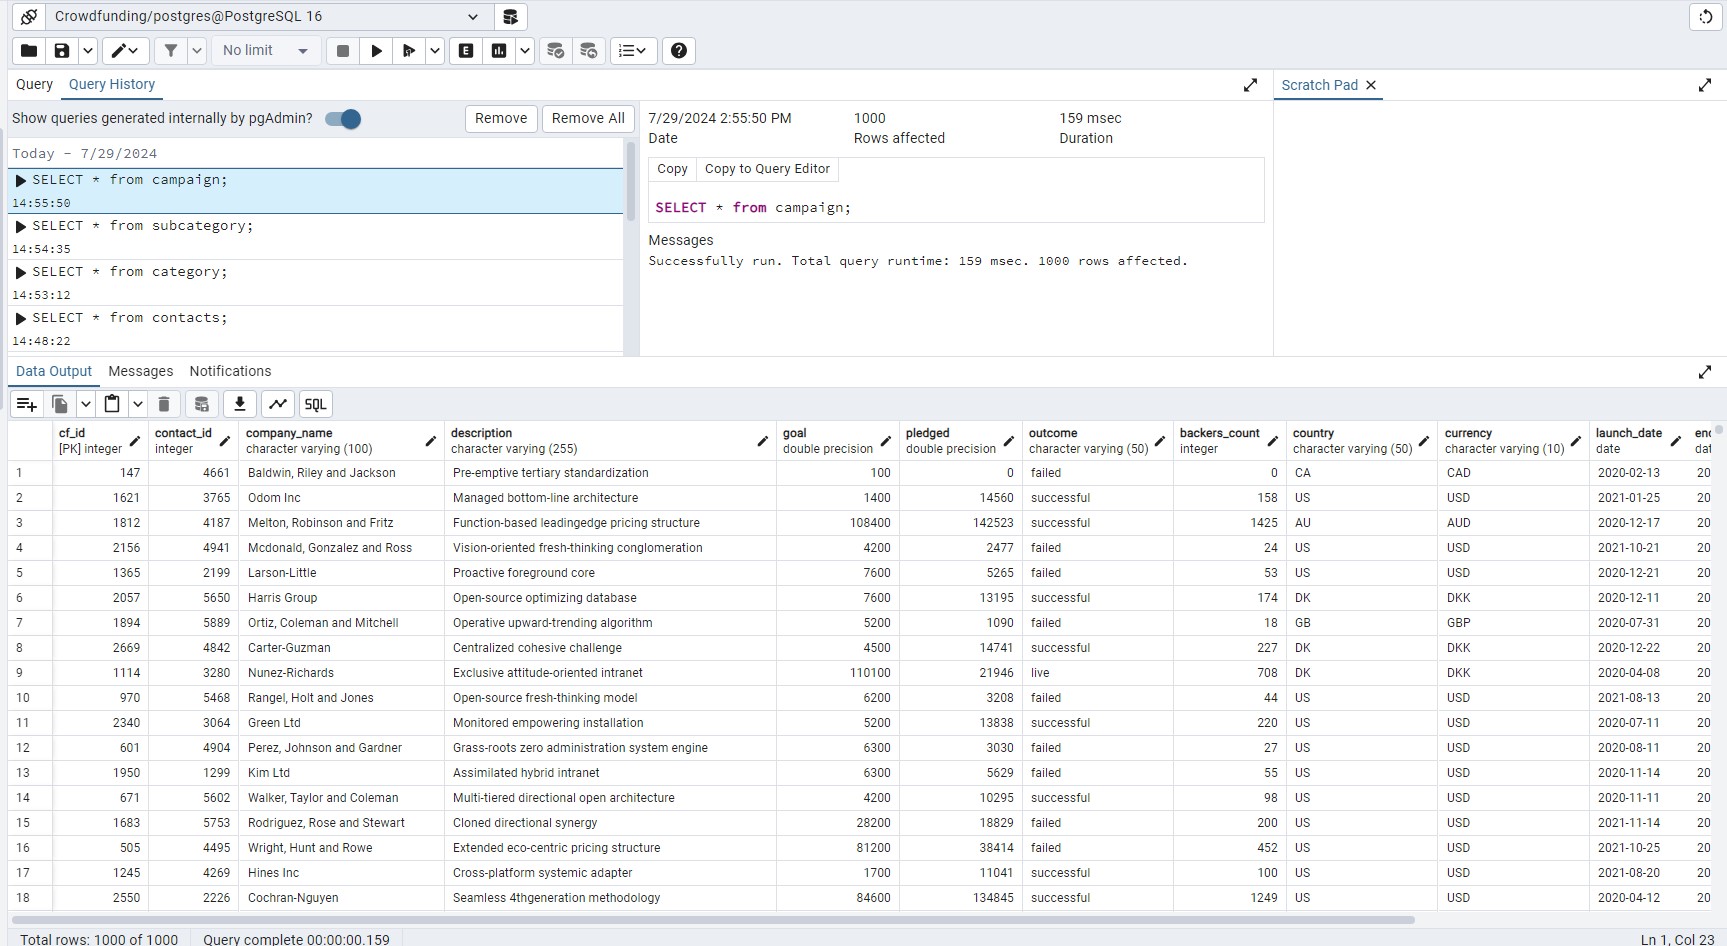 Crowdfunding/postgres@PostgreSQL 16
No limit
E
Query Query History
Scratch Pad
Show queries generated internally by pgAdmin? Remove Remove All
Today - 7/29/2024
SELECT * from campaign;
14:55:50
SELECT * from subcategory;
14:54:35
SELECT * from category;
14:53:12
SELECT * from contacts;
14:48:22
7/29/2024 2:55:50 PM 1000 159 msec
Date Rows affected Duration
Copy Copy to Query Editor
SELECT * from campaign;
Messages
Successfully run. Total query runtime: 159 msec. 1000 rows affected.
Data Output Messages Notifications
SQL
cf_id contact_id company_name description goal pledged outcome backers_count country currency launch_date
[PK] integer integer character varying (100) character varying (255) double precision double precision character varying (50) integer character varying (50) character varying (10) date
1 147 4661 Baldwin, Riley and Jackson Pre-emptive tertiary standardization 100 0 failed 0 CA CAD 2020-02-13 20
2 1621 3765 Odom Inc Managed bottom-line architecture 1400 14560 successful 158 US USD 2021-01-25 20
3 1812 4187 Melton, Robinson and Fritz Function-based leadingedge pricing structure 108400 142523 successful 1425 AU AUD 2020-12-17 20
4 2156 4941 Mcdonald, Gonzalez and Ross Vision-oriented fresh-thinking conglomeration 4200 2477 failed 24 US USD 2021-10-21 20
5 1365 2199 Larson-Little Proactive foreground core 7600 5265 failed 53 US USD 2020-12-21 20
6 2057 5650 Harris Group Open-source optimizing database 7600 13195 successful 174 DK DKK 2020-12-11 20
7 1894 5889 Ortiz, Coleman and Mitchell Operative upward-trending algorithm 5200 1090 failed 18 GB GBP 2020-07-31 20
8 2669 4842 Carter-Guzman Centralized cohesive challenge 4500 14741 successful 227 DK DKK 2020-12-22 20
9 1114 3280 Nunez-Richards Exclusive attitude-oriented intranet 110100 21946 live 708 DK DKK 2020-04-08 20
10 970 5468 Rangel, Holt and Jones Open-source fresh-thinking model 6200 3208 failed 44 US USD 2021-08-13 20
11 2340 3064 Green Ltd Monitored empowering installation 5200 13838 successful 220 US USD 2020-07-11 20
12 601 4904 Perez, Johnson and Gardner Grass-roots zero administration system engine 6300 3030 failed 27 US USD 2020-08-11 20
13 1950 1299 Kim Ltd Assimilated hybrid intranet 6300 5629 failed 55 US USD 2020-11-14 20
14 671 5602 Walker, Taylor and Coleman Multi-tiered directional open architecture 4200 10295 successful 98 US USD 2020-11-11 20
15 1683 5753 Rodriguez, Rose and Stewart Cloned directional synergy 28200 18829 failed 200 US USD 2021-11-14 20
16 505 4495 Wright, Hunt and Rowe Extended eco-centric pricing structure 81200 38414 failed 452 US USD 2021-10-25 20
17 1245 4269 Hines Inc Cross-platform systemic adapter 1700 11041 successful 100 US USD 2021-08-20 20
18 2550 2226 Cochran-Nguyen Seamless 4thgeneration methodology 84600 134845 successful 1249 US USD 2020-04-12 20
Total rows: 1000 of 1000 Query complete 00:00:00.159 Ln 1, Col 23